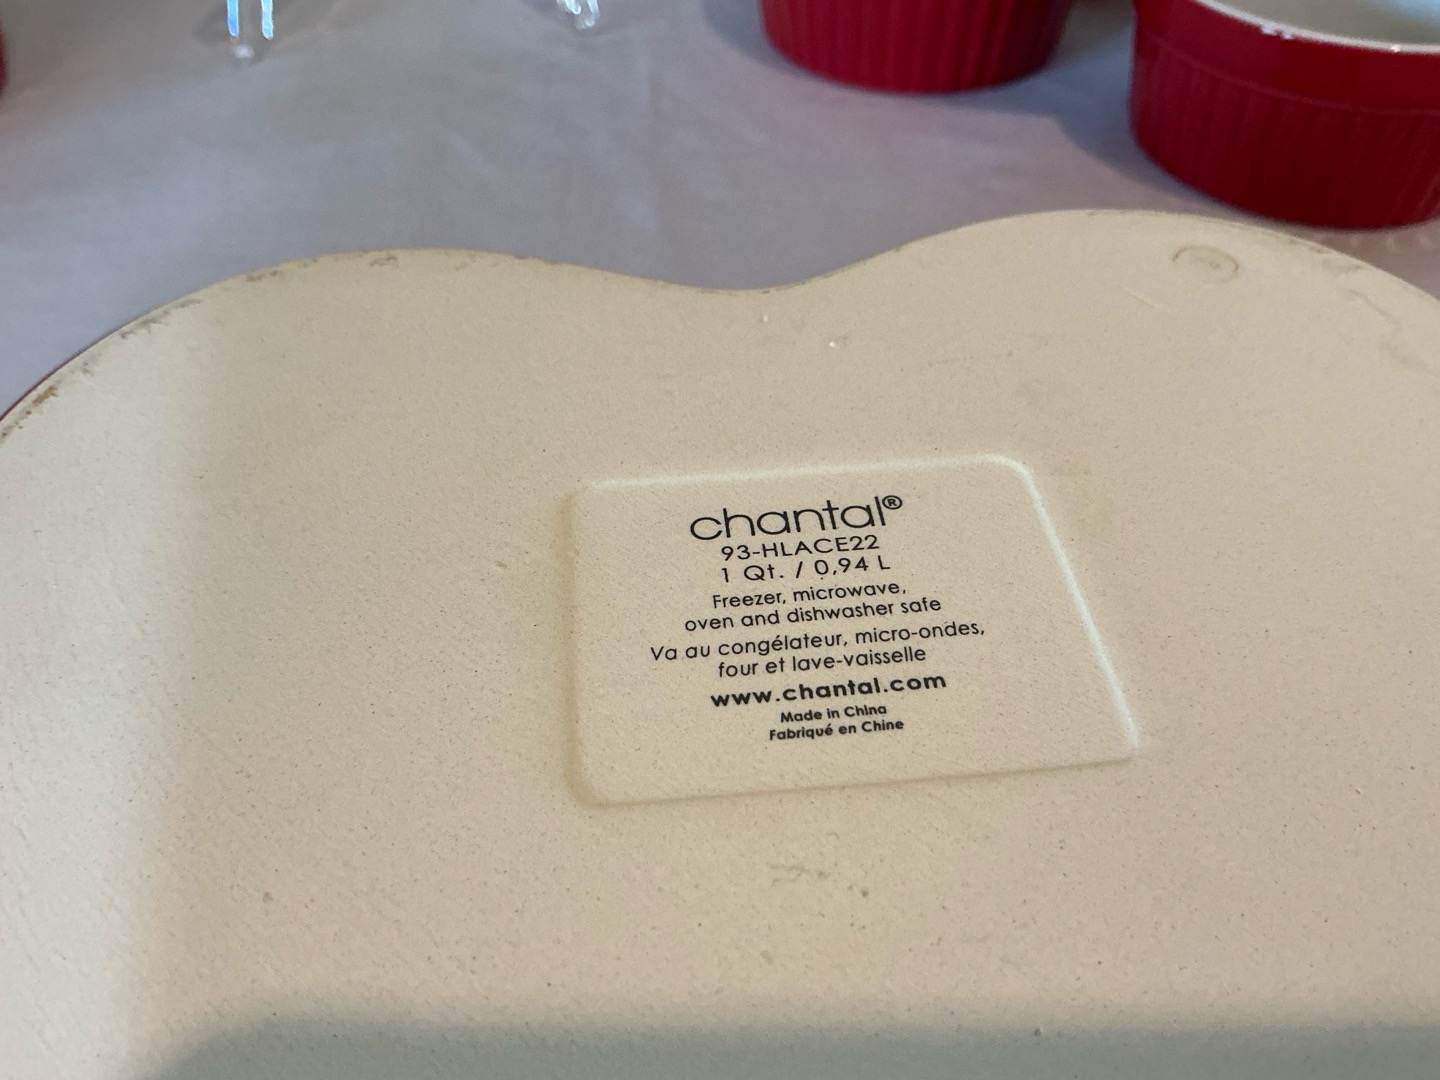 chantal®
93-HLACE22
1 Qt. / 0,94 L
Freezer, microwave,
oven and dishwasher safe
Va au congélateur, micro-ondes,
four et lave-vaisselle
www.chantal.com
Made in China
Fabriqué en Chine